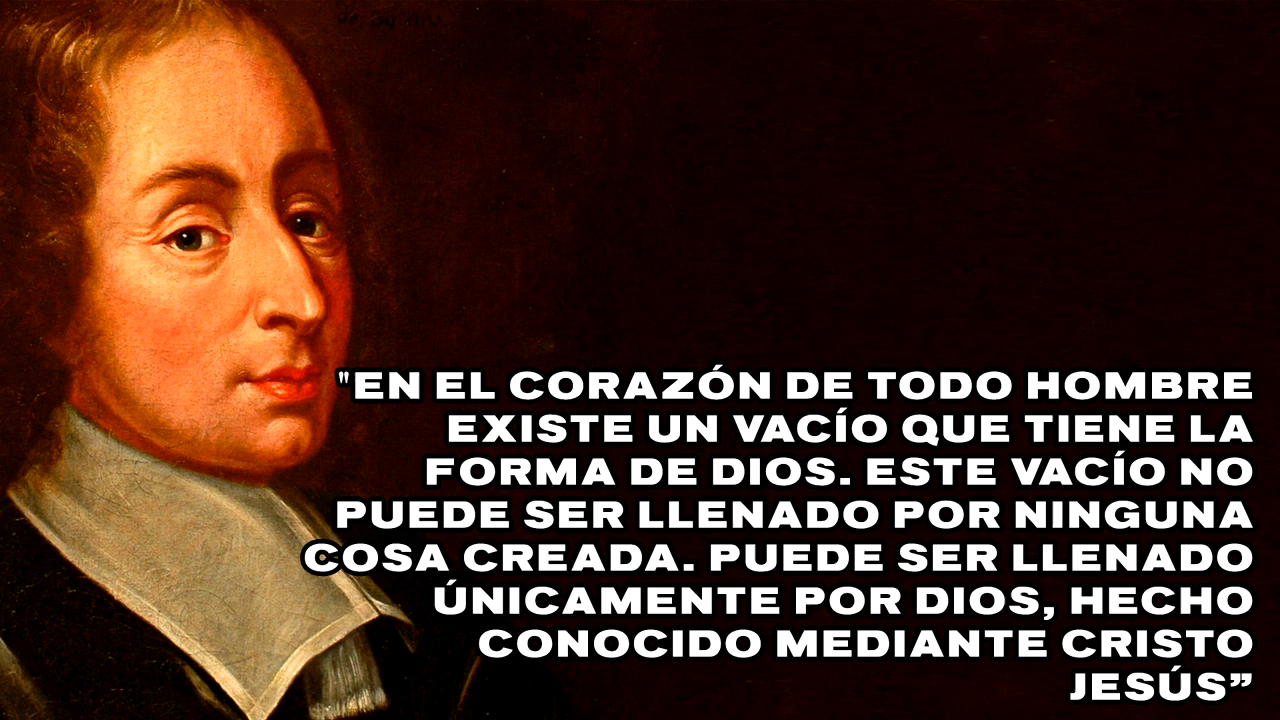 "EN EL CORAZÓN DE TODO HOMBRE
EXISTE UN VACÍO QUE TIENE LA
FORMA DE DIOS. ESTE VACÍO NO
PUEDE SER LLENADO POR NINGUNA
COSA CREADA. PUEDE SER LLENADO
ÚNICAMENTE POR DIOS, HECHO
CONOCIDO MEDIANTE CRISTO
JESÚS”